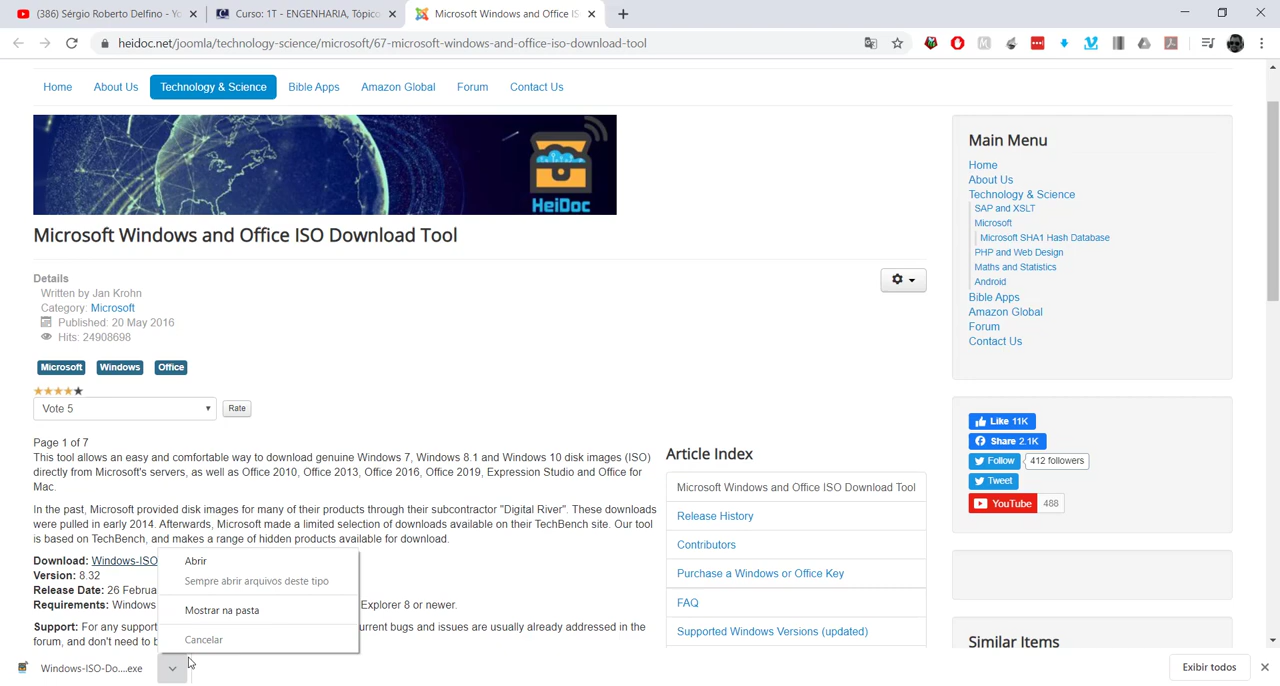 (386) Sérgio Roberto Delfino - Yo
Curso: 1T - ENGENHARIA, Tópico
Microsoft Windows and Office IS
heidoc.net/joomla/technology-science/microsoft/67-microsoft-windows-and-office-iso-download-tool
Home
About Us
Technology & Science
Bible Apps
Amazon Global
Forum
Contact Us
HeiDoc
Microsoft Windows and Office ISO Download Tool
Details
Written by Jan Krohn
Category: Microsoft
Published: 20 May 2016
Hits: 24908698
Microsoft
Windows
Office
Vote 5
Rate
Page 1 of 7
This tool allows an easy and comfortable way to download genuine Windows 7, Windows 8.1 and Windows 10 disk images (ISO)
directly from Microsoft's servers, as well as Office 2010, Office 2013, Office 2016, Office 2019, Expression Studio and Office for
Mac.
In the past, Microsoft provided disk images for many of their products through their subcontractor "Digital River". These downloads
were pulled in early 2014. Afterwards, Microsoft made a limited selection of downloads available on their TechBench site. Our tool
is based on TechBench, and makes a range of hidden products available for download.
Download: Windows-ISO
Version: 8.32
Release Date: 26 Februa
Requirements: Windows
Explorer 8 or newer.
Support: For any support
urrent bugs and issues are usually already addressed in the
forum, and don't need to b
Abrir
Sempre abrir arquivos deste tipo
Mostrar na pasta
Cancelar
Article Index
Microsoft Windows and Office ISO Download Tool
Release History
Contributors
Purchase a Windows or Office Key
FAQ
Supported Windows Versions (updated)
Main Menu
Home
About Us
Technology & Science
SAP and XSLT
Microsoft
Microsoft SHA1 Hash Database
PHP and Web Design
Maths and Statistics
Android
Bible Apps
Amazon Global
Forum
Contact Us
Like 11K
Share 2.1K
Follow
412 followers
Tweet
YouTube
488
Similar Items
Windows-ISO-Do....exe
Exibir todos